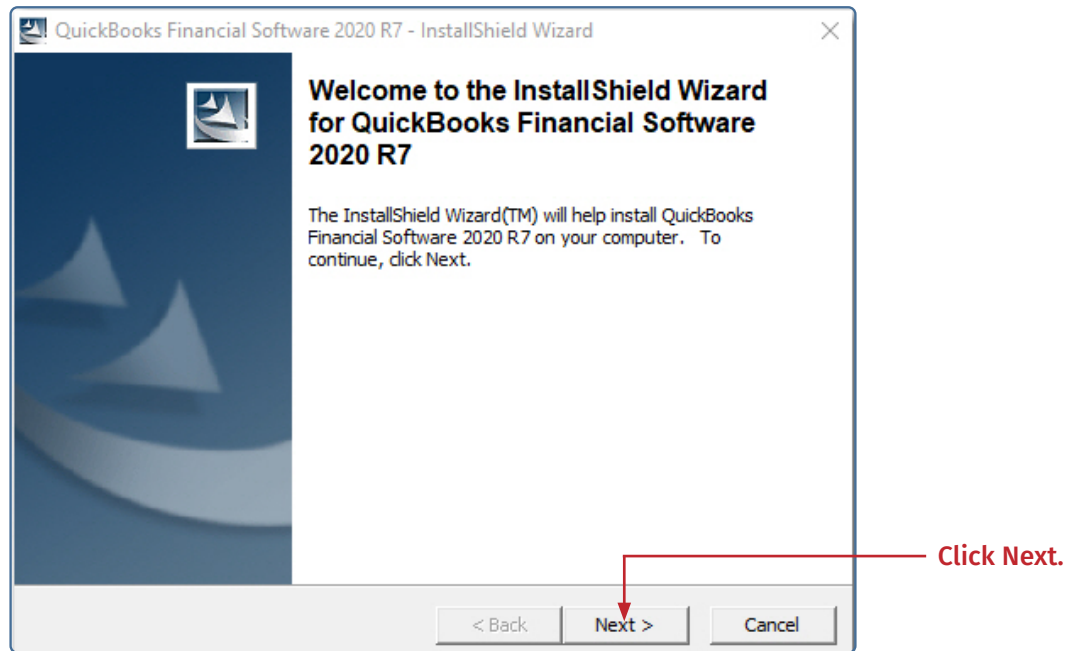 QuickBooks Financial Software 2020 R7 - InstallShield Wizard
Welcome to the InstallShield Wizard
for QuickBooks Financial Software
2020 R7
The InstallShield Wizard(TM) will help install QuickBooks
Financial Software 2020 R7 on your computer. To
continue, click Next.
Click Next.
< Back Next > Cancel